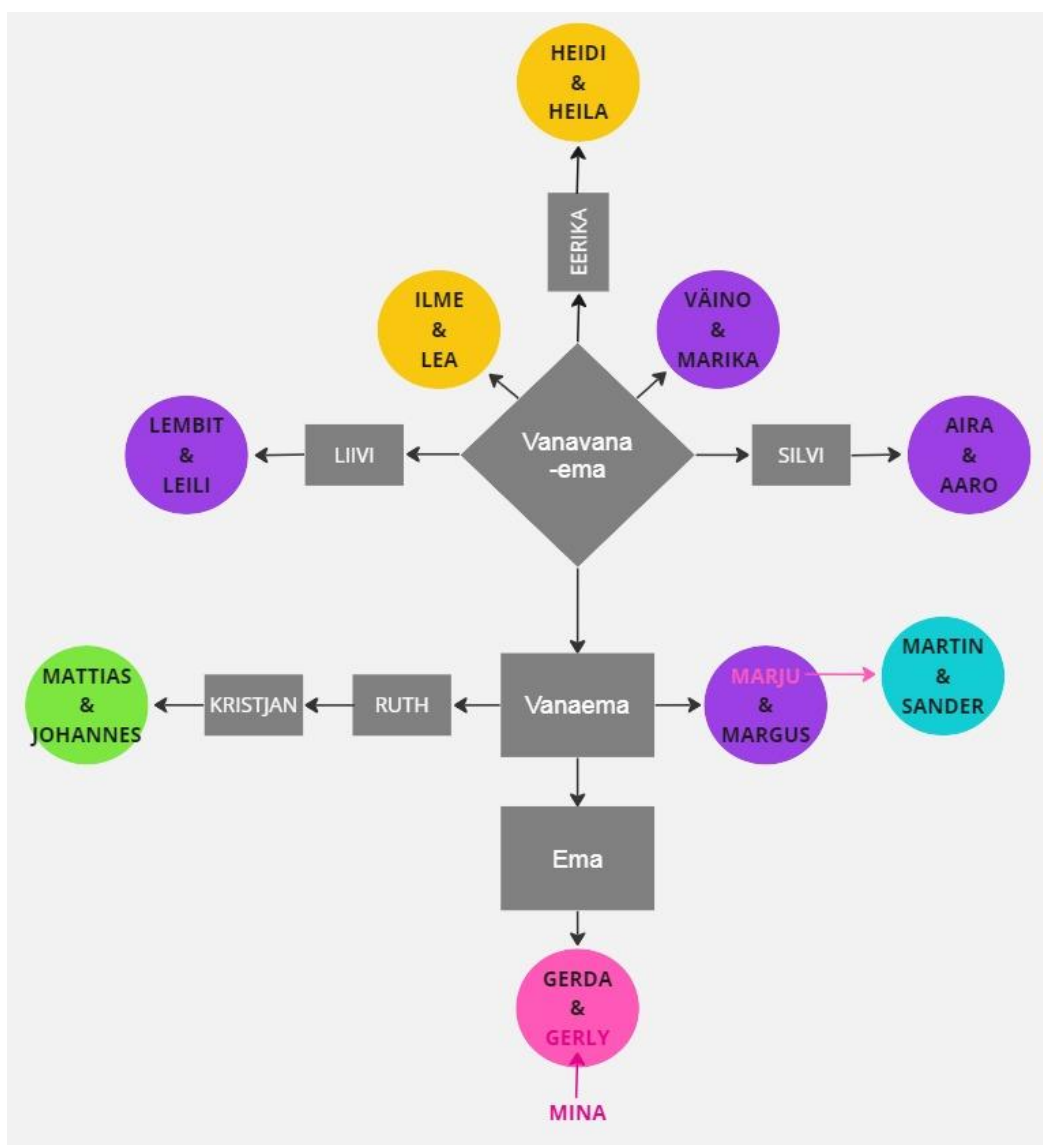 HEIDI
&
HEILA
EERIKA
ILME
&
LEA
VÄINO
&
MARIKA
LEMBIT
&
LEILI
LIIVI
Vanavana
-ema
SILVI
AIRA
&
AARO
MATTIAS
&
JOHANNES
KRISTJAN
RUTH
Vanaema
MARJU
&
MARGUS
MARTIN
&
SANDER
Ema
GERDA
&
GERLY
MINA